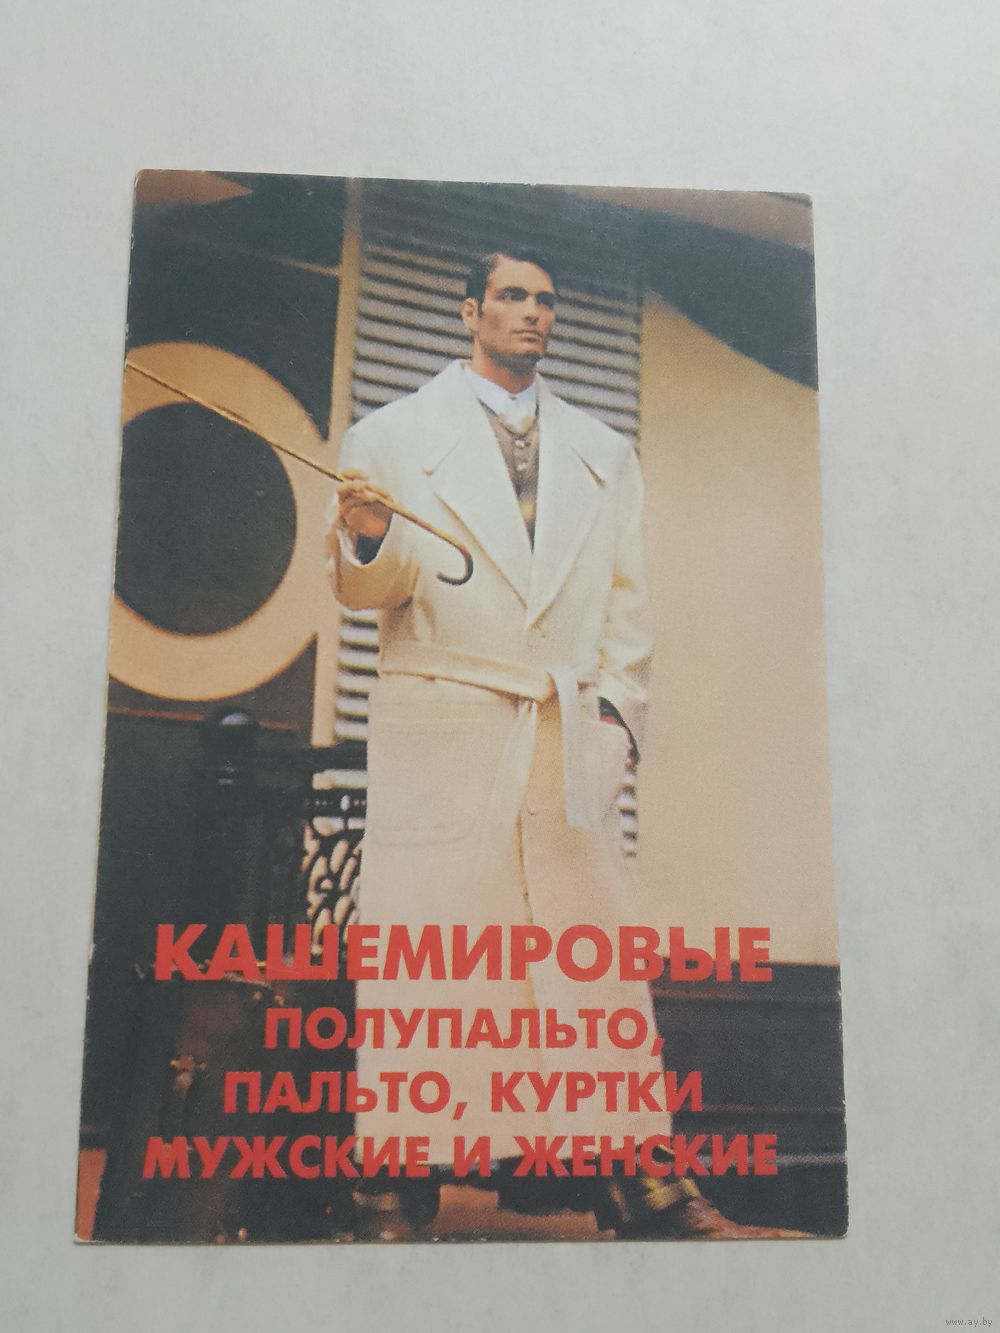 КАШЕМИРОВЫЕ
ПОЛУПАЛЬТО,
ПАЛЬТО, КУРТКИ
МУЖСКИЕ И ЖЕНСКИЕ
www.ay.by